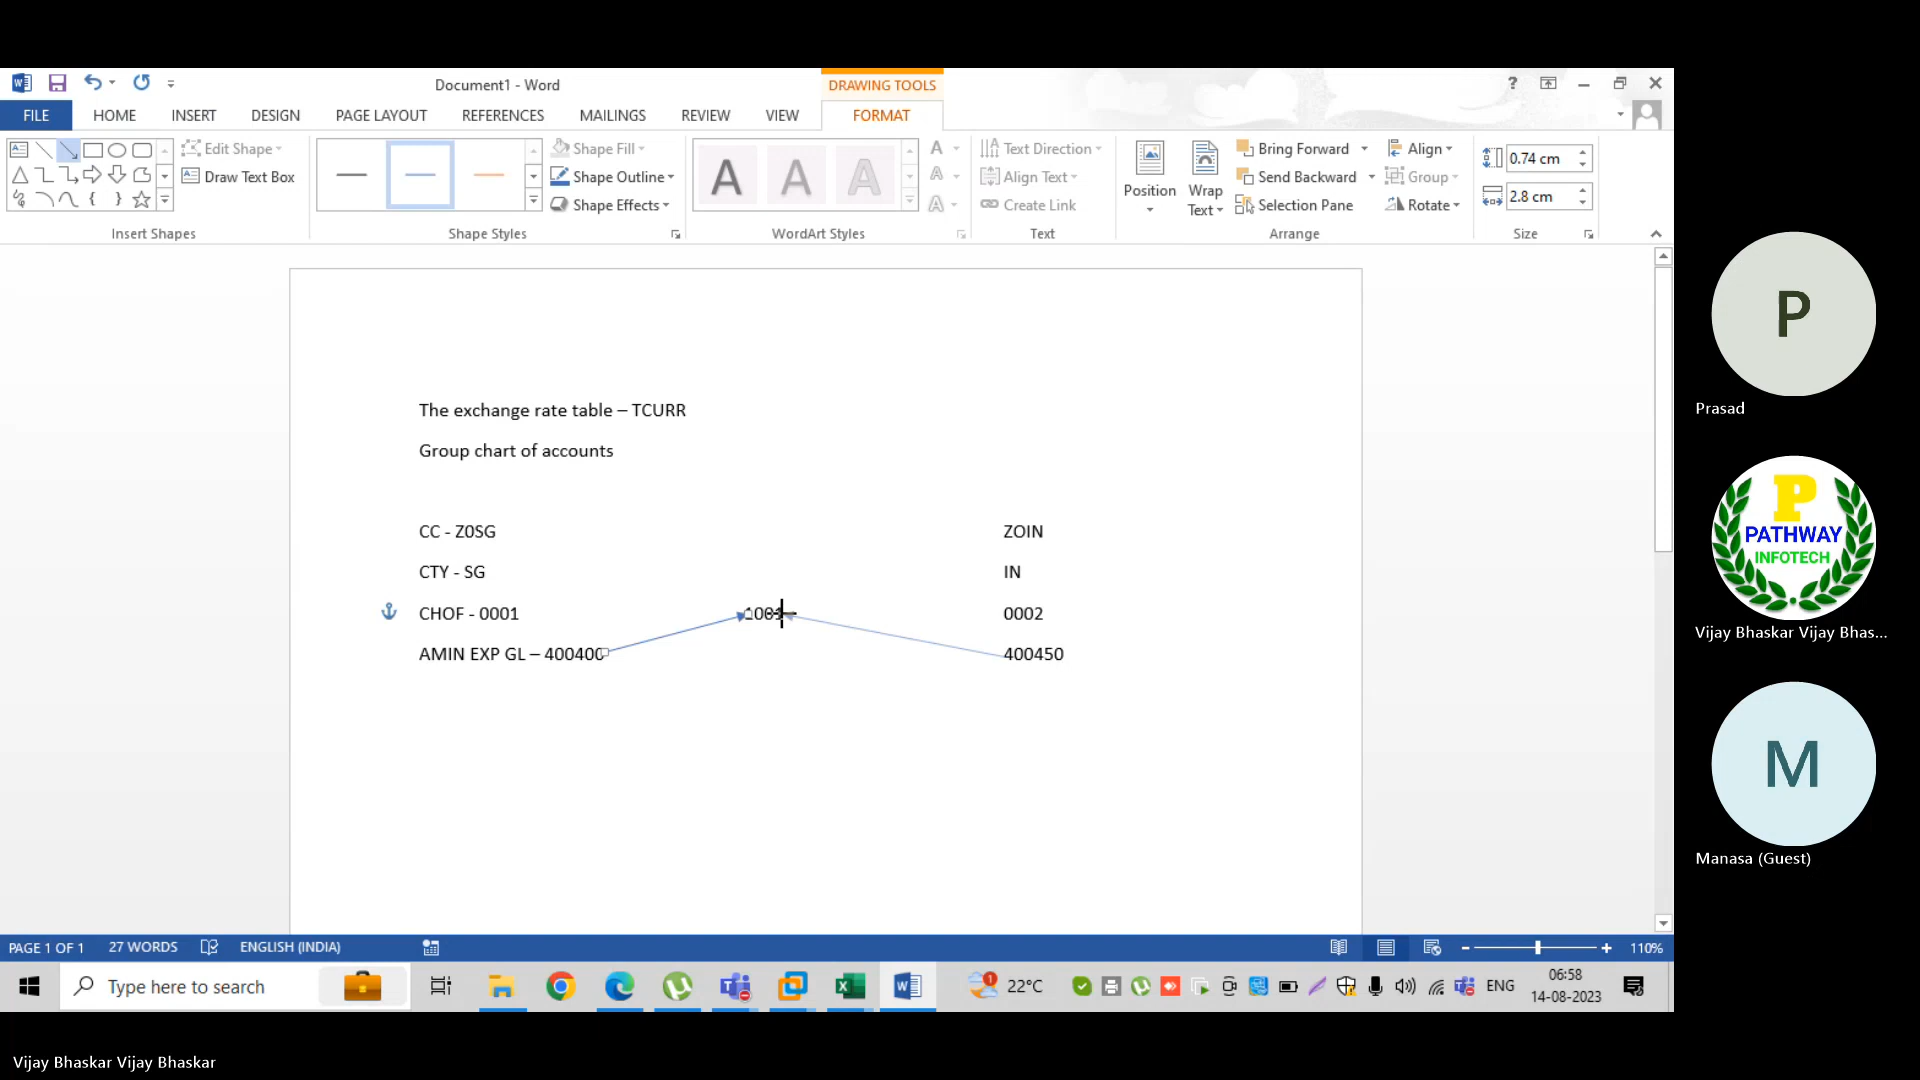 Document1 - Word
DRAWING TOOLS
?
FILE
HOME
INSERT
DESIGN
PAGE LAYOUT
REFERENCES
MAILINGS
REVIEW
VIEW
FORMAT
Edit Shape
Draw Text Box
Insert Shapes
Shape Fill
Shape Outline
Shape Effects
Shape Styles
A A A
WordArt Styles
Text Direction
Align Text
Create Link
Text
Position
Wrap Text
Bring Forward
Send Backward
Selection Pane
Align
Group
Rotate
Arrange
0.74 cm
2.8 cm
Size
The exchange rate table – TCURR
Group chart of accounts
CC - Z0SG ZOIN
CTY - SG IN
CHOF - 0001 1001 0002
AMIN EXP GL – 400400 400450
PAGE 1 OF 1
27 WORDS
ENGLISH (INDIA)
110%
Type here to search
1
22°C
ENG
06:58
14-08-2023
P
Prasad
P
PATHWAY
INFOTECH
Vijay Bhaskar Vijay Bhas...
M
Manasa (Guest)
Vijay Bhaskar Vijay Bhaskar